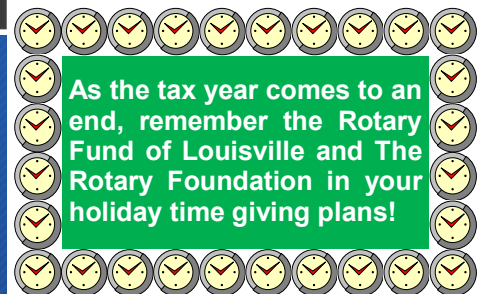 As the tax year comes to an
end, remember the Rotary
Fund of Louisville and The
Rotary Foundation in your
holiday time giving plans!